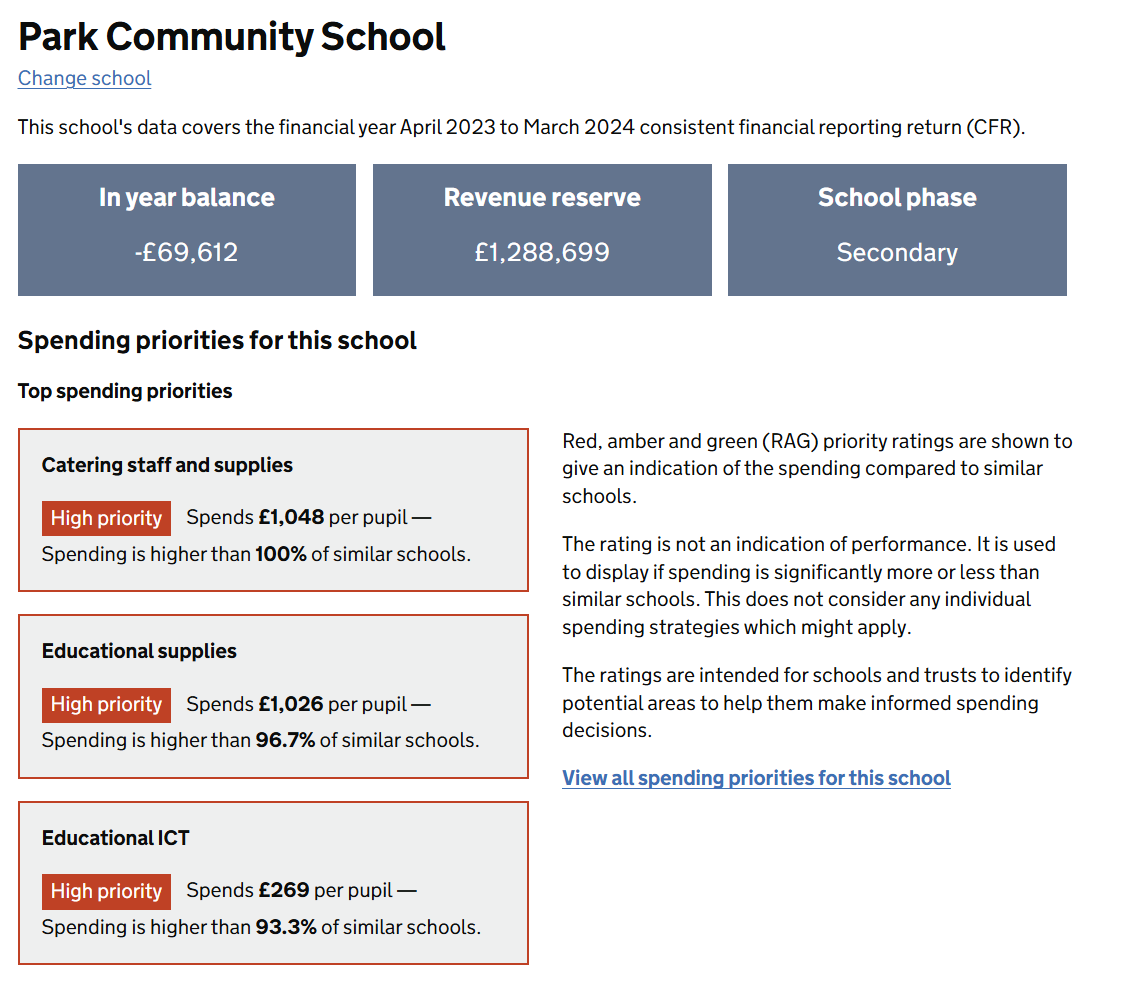 Park Community School
Change school
This school's data covers the financial year April 2023 to March 2024 consistent financial reporting return (CFR).
In year balance
-£69,612
Revenue reserve
£1,288,699
School phase
Secondary
Spending priorities for this school
Top spending priorities
Catering staff and supplies
High priority Spends £1,048 per pupil —
Spending is higher than 100% of similar schools.
Educational supplies
High priority Spends £1,026 per pupil —
Spending is higher than 96.7% of similar schools.
Educational ICT
High priority Spends £269 per pupil —
Spending is higher than 93.3% of similar schools.
Red, amber and green (RAG) priority ratings are shown to
give an indication of the spending compared to similar
schools.
The rating is not an indication of performance. It is used
to display if spending is significantly more or less than
similar schools. This does not consider any individual
spending strategies which might apply.
The ratings are intended for schools and trusts to identify
potential areas to help them make informed spending
decisions.
View all spending priorities for this school